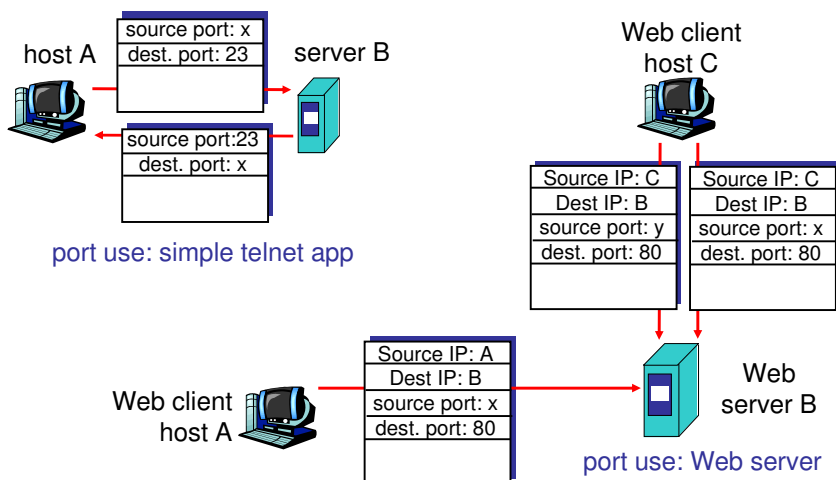 host A
source port: x
dest. port: 23
server B
source port:23
dest. port: x
port use: simple telnet app
Web client
host C
Source IP: C
Dest IP: B
source port: y
dest. port: 80
Source IP: C
Dest IP: B
source port: x
dest. port: 80
Web client
host A
Source IP: A
Dest IP: B
source port: x
dest. port: 80
Web
server B
port use: Web server